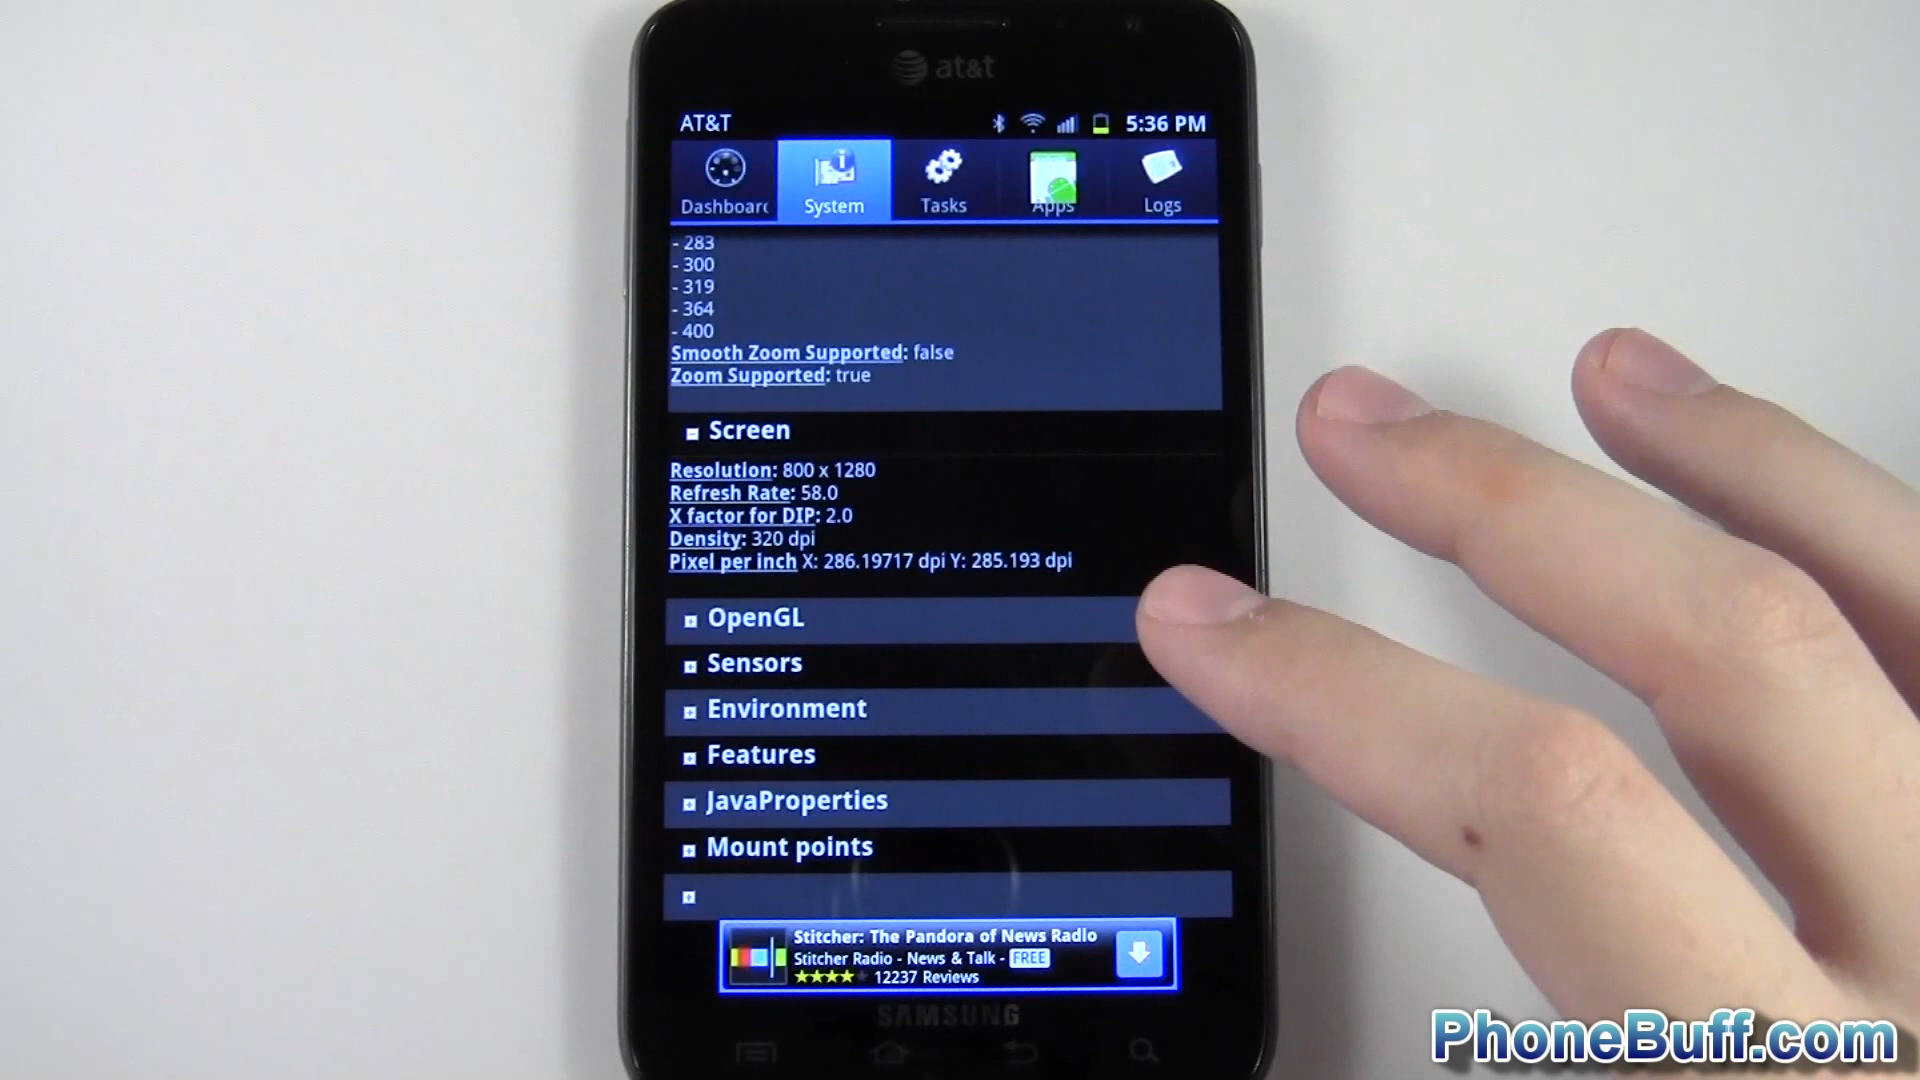 at&t
AT&T 5:36 PM
Dashboard System Tasks Apps Logs
- 283
- 300
- 319
- 364
- 400
Smooth Zoom Supported: false
Zoom Supported: true
Screen
Resolution: 800 x 1280
Refresh Rate: 58.0
X factor for DIP: 2.0
Density: 320 dpi
Pixel per inch X: 286.19717 dpi Y: 285.193 dpi
OpenGL
Sensors
Environment
Features
JavaProperties
Mount points
Stitcher: The Pandora of News Radio
Stitcher Radio - News & Talk - FREE
12237 Reviews
SAMSUNG
PhoneBuff.com